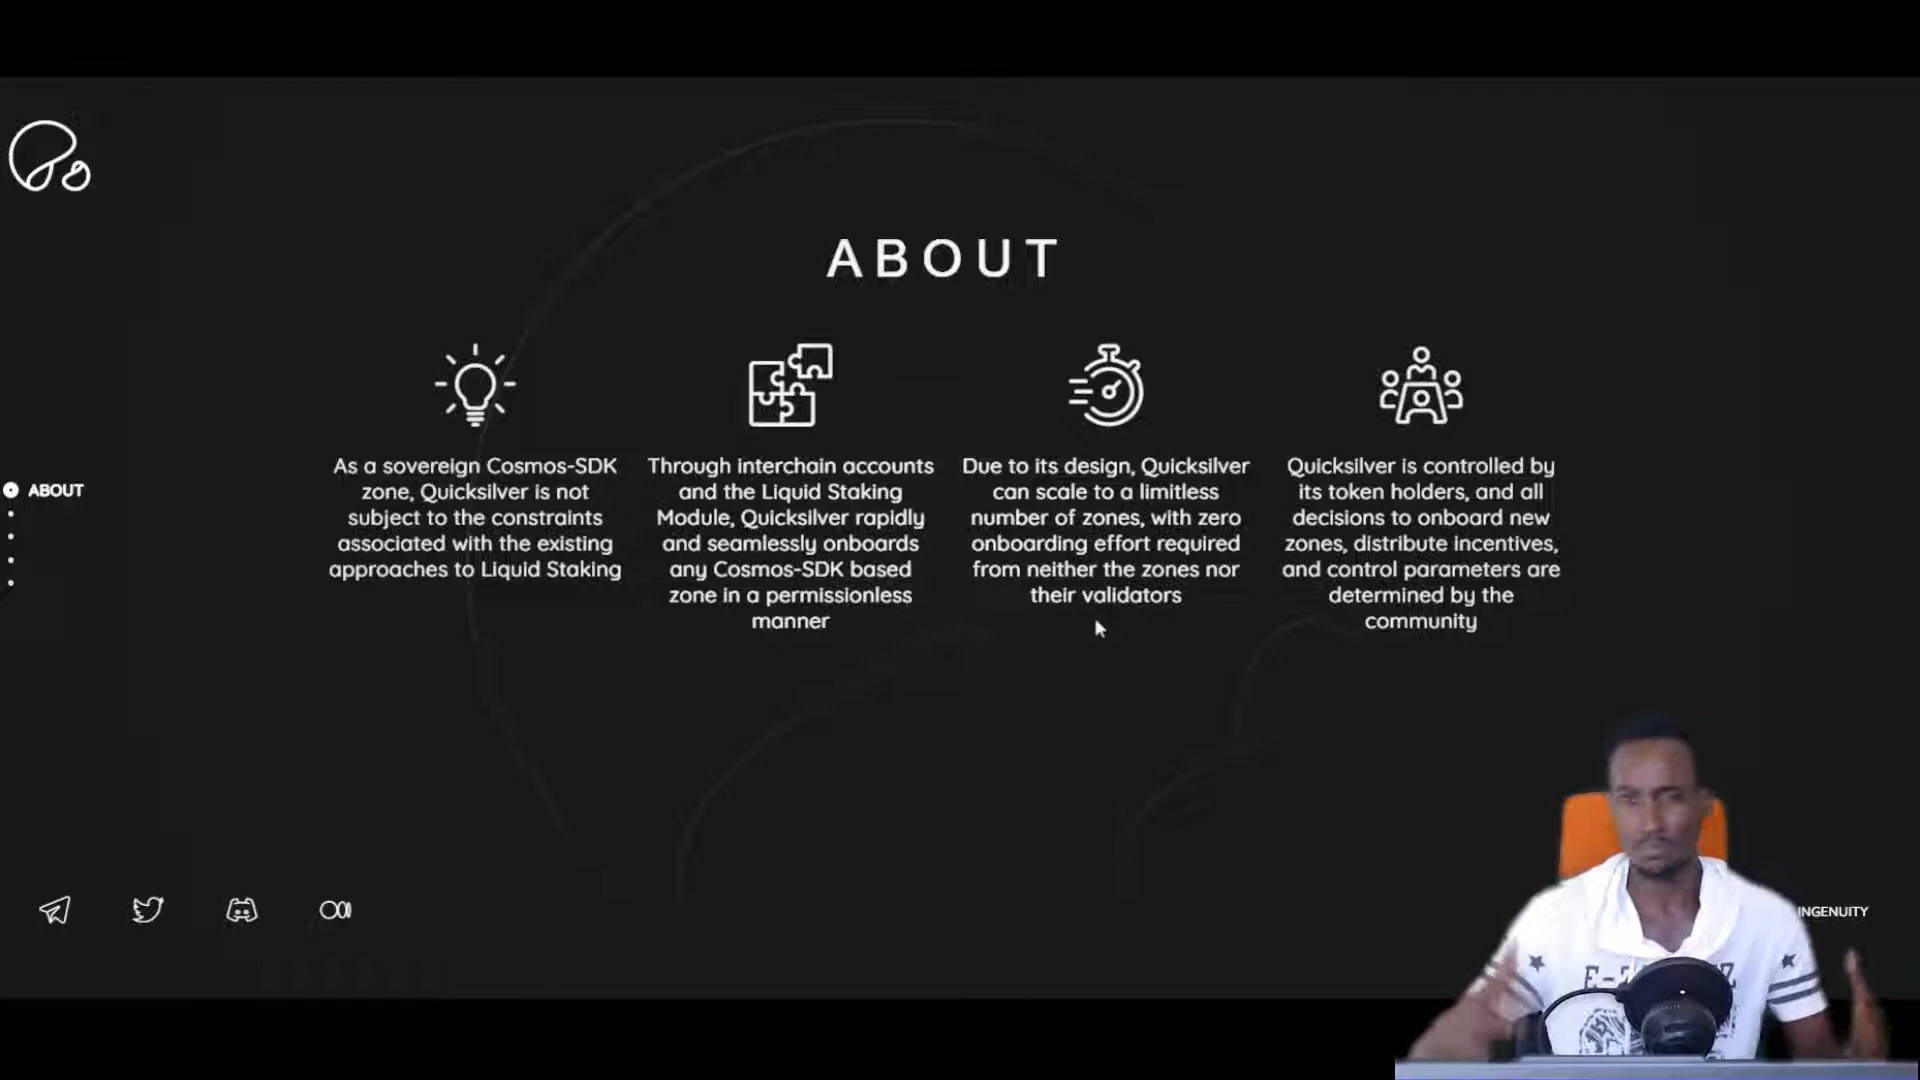 ABOUT
As a sovereign Cosmos-SDK
zone, Quicksilver is not
subject to the constraints
associated with the existing
approaches to Liquid Staking
Through interchain accounts
and the Liquid Staking
Module, Quicksilver rapidly
and seamlessly onboards
any Cosmos-SDK based
zone in a permissionless
manner
Due to its design, Quicksilver
can scale to a limitless
number of zones, with zero
onboarding effort required
from neither the zones nor
their validators
Quicksilver is controlled by
its token holders, and all
decisions to onboard new
zones, distribute incentives,
and control parameters are
determined by the
community
ABOUT
INGENUITY